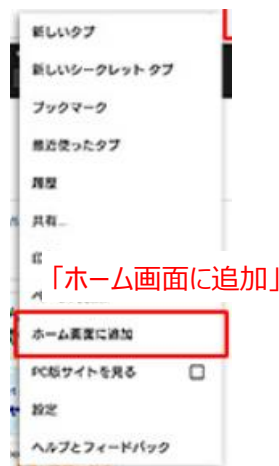 新しいタブ
新しいシークレット タブ
ブックマーク
最近使ったタブ
履歴
共有...
「ホーム画面に追加」
ホーム画面に追加
PC版サイトを見る
設定
ヘルプとフィードバック